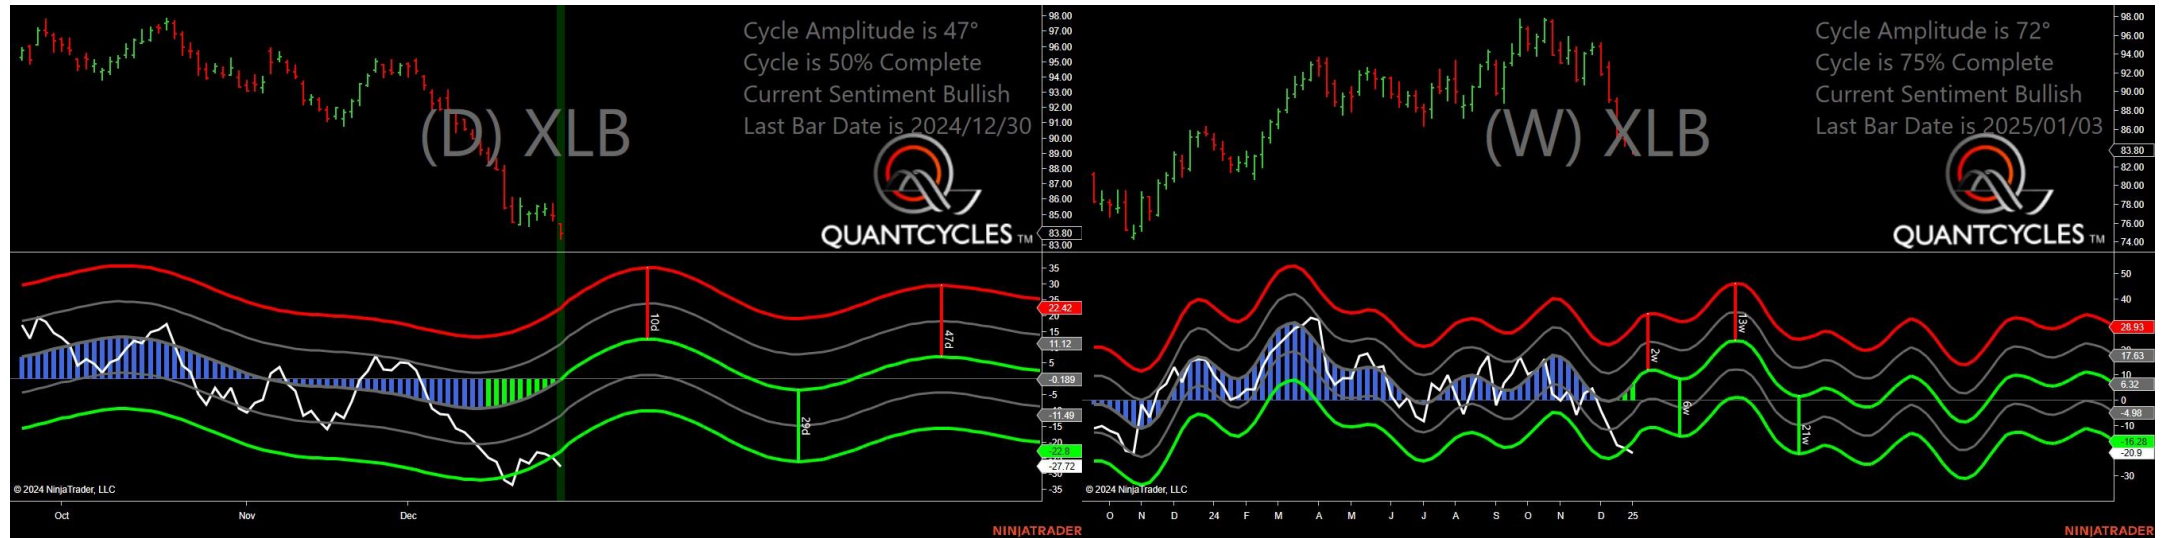 Cycle Amplitude is 47°
Cycle is 50% Complete
Current Sentiment Bullish
Last Bar Date is 2024/12/30
(D) XLB
QUANTCYCLES TM
98.00
97.00
96.00
95.00
94.00
93.00
92.00
91.00
90.00
89.00
88.00
87.00
86.00
85.00
83.80
83.00
35
30
25
22.42
20
15
11.12
5
-0.189
-5
-11.49
-15
-20
-22.8
-27.72
-35
10d
29d
47d
© 2024 NinjaTrader, LLC
Oct Nov Dec
NINJATRADER
Cycle Amplitude is 72°
Cycle is 75% Complete
Current Sentiment Bullish
Last Bar Date is 2025/01/03
(W) XLB
QUANTCYCLES TM
98.00
96.00
94.00
92.00
90.00
88.00
86.00
83.80
82.00
80.00
78.00
76.00
74.00
50
40
28.93
17.63
10
6.32
0
-4.98
-10
-16.28
-20.9
-30
2w
6w
13w
21w
© 2024 NinjaTrader, LLC
O N D 24 F M A M J J A S O N D 25
NINJATRADER